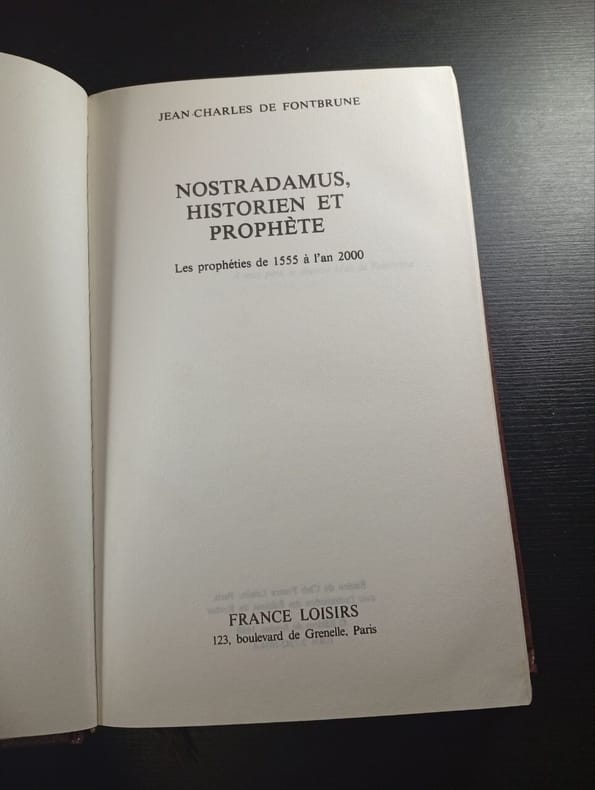 JEAN-CHARLES DE FONTBRUNE
NOSTRADAMUS,
HISTORIEN ET
PROPHÈTE
Les prophéties de 1555 à l'an 2000
FRANCE LOISIRS
123, boulevard de Grenelle, Paris